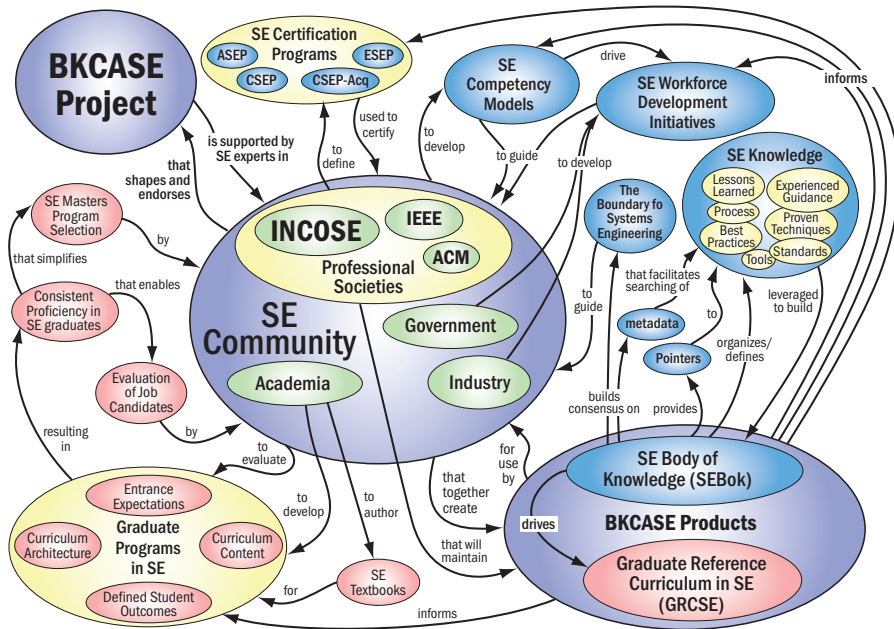 BKCASE
Project
SE Certification
Programs
ASEP
ESEP
CSEP
CSEP-Acq
SE
Competency
Models
drive
SE Workforce
Development
Initiatives
informs
is supported by
SE experts in
used to
certify
to
define
to
develop
to guide
to develop
that
shapes and
endorses
SE Knowledge
Lessons
Learned
Experienced
Guidance
Process
Proven
Techniques
Best
Practices
Tools
Standards
The
Boundary fo
Systems
Engineering
SE Masters
Program
Selection
by
that simplifies
that enables
Consistent
Proficiency in
SE graduates
INCOSE
IEEE
ACM
Professional
Societies
SE
Community
Government
Academia
Industry
to
guide
that facilitates
searching of
metadata
to
Pointers
organizes/
defines
leveraged
to build
Evaluation
of Job
Candidates
by
builds
consensus on
provides
resulting
in
to
evaluate
to
develop
to
author
that
together
create
for
use by
that will
maintain
SE Body of
Knowledge (SEBok)
BKCASE Products
drives
Graduate Reference
Curriculum in SE
(GRCSE)
Entrance
Expectations
Graduate
Programs
in SE
Curriculum
Architecture
Curriculum
Content
Defined Student
Outcomes
for
SE
Textbooks
informs